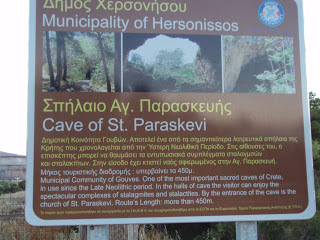 Δήμος Χερσονήσου
Municipality of Hersonissos
Σπήλαιο Αγ. Παρασκευής
Cave of St. Paraskevi
Δημοτική Κοινότητα Γουβών. Αποτελεί ένα από τα σημαντικότερα λατρευτικά σπήλαια της
Κρήτης που χρονολογείται από την Ύστερη Νεολιθική Περίοδο. Στις αίθουσες του, ο
επισκέπτης μπορεί να θαυμάσει τα εντυπωσιακά συμπλέγματα σταλαγμιτών
και σταλακτιτών. Στην είσοδο έχει κτιστεί ναός αφιερωμένος στην Αγ. Παρασκευή.
Μήκος τουριστικής διαδρομής: υπερβαίνει τα 450μ.
Municipal Community of Gouves. One of the most important sacred caves of Crete,
in use since the Late Neolithic period. In the halls of cave the visitor can enjoy the
spectacular complexes of stalagmites and stalactites. By the entrance of the cave is the
church of St. Paraskevi. Route's Length: more than 450m.